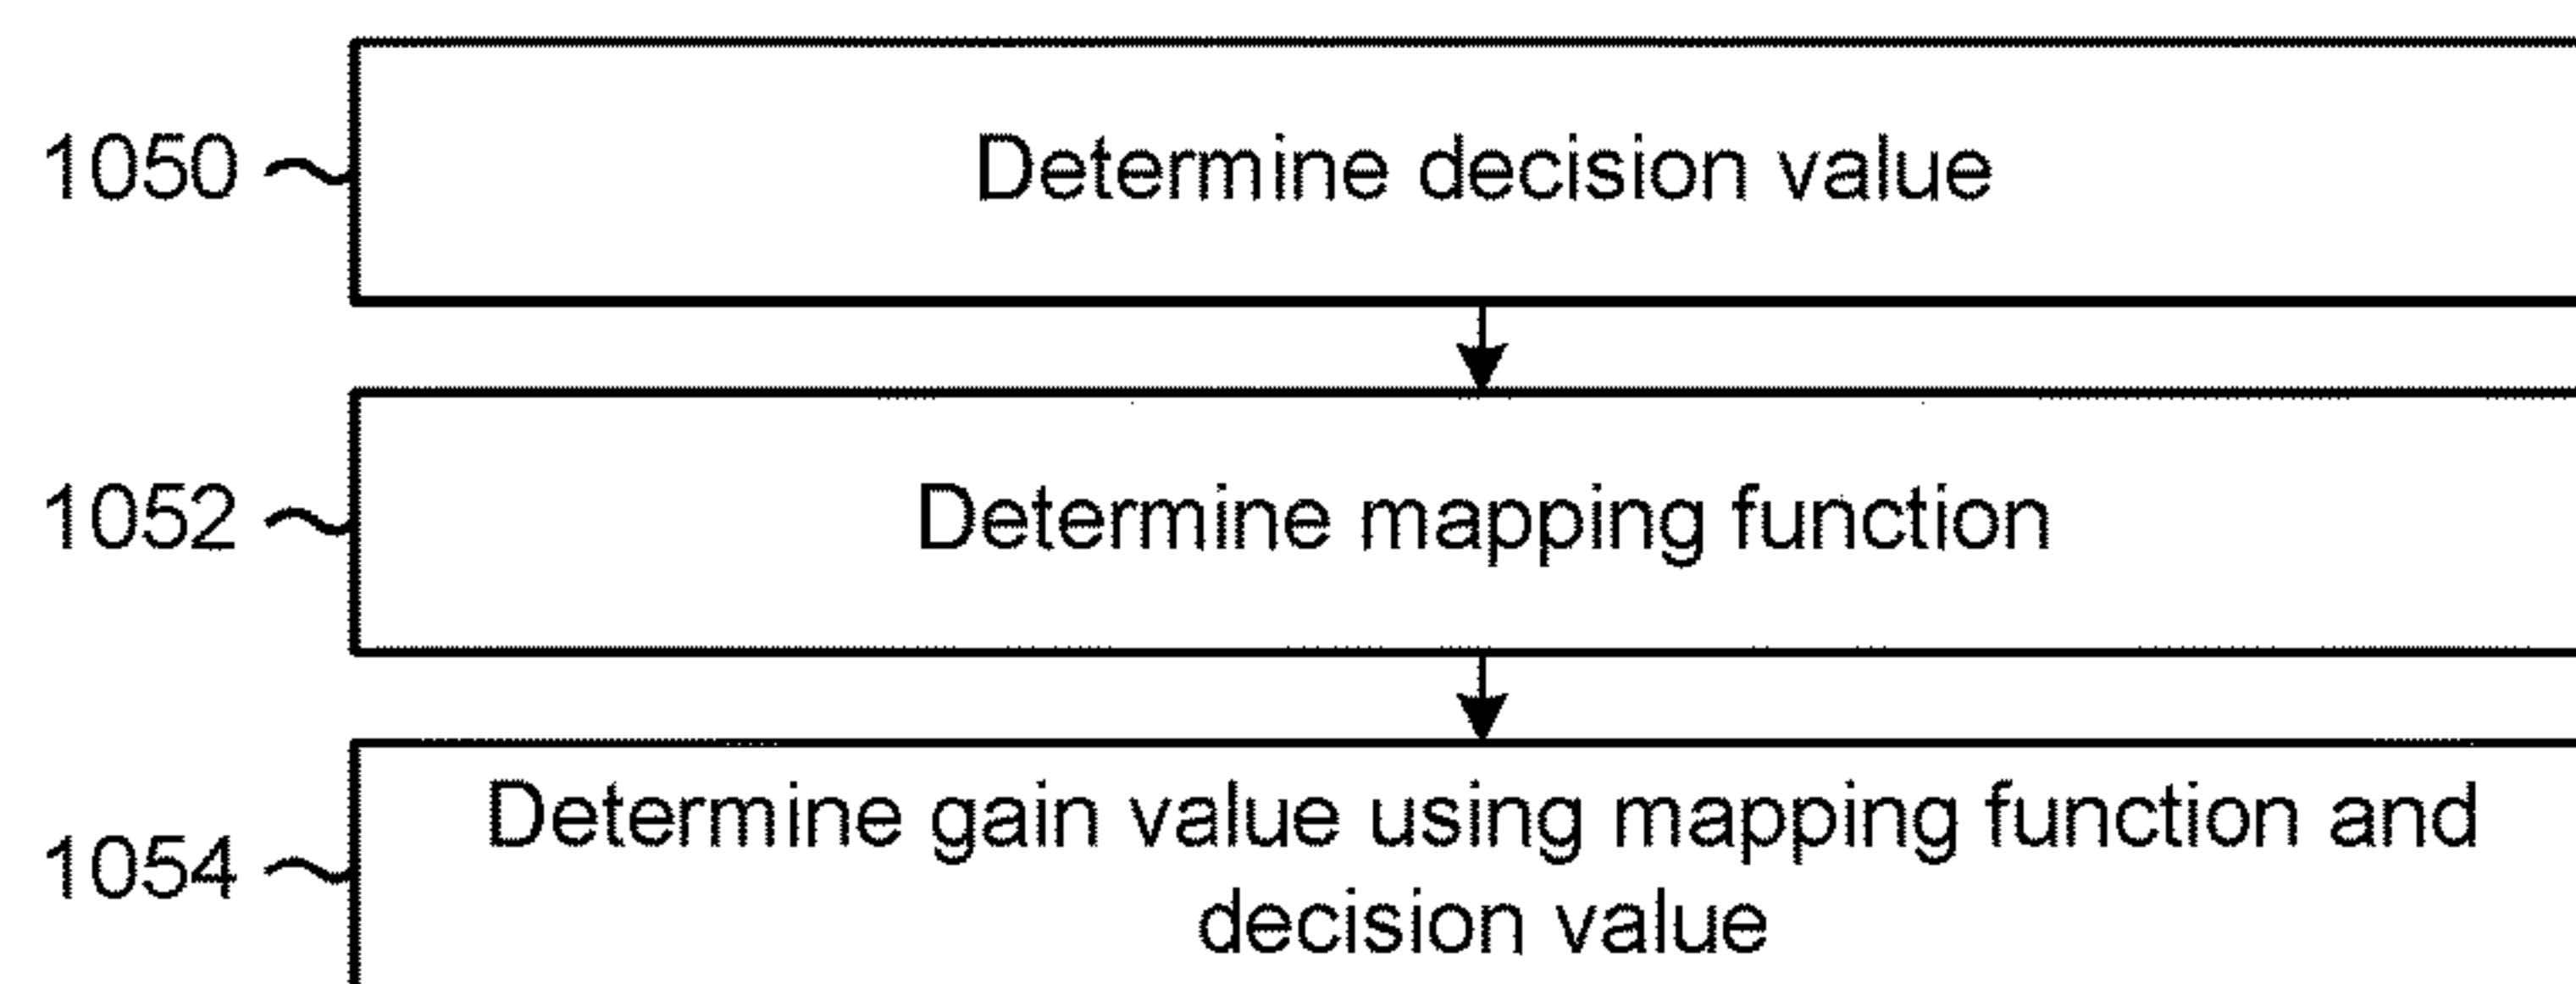 1050 Determine decision value
1052 Determine mapping function
1054 Determine gain value using mapping function and
decision value